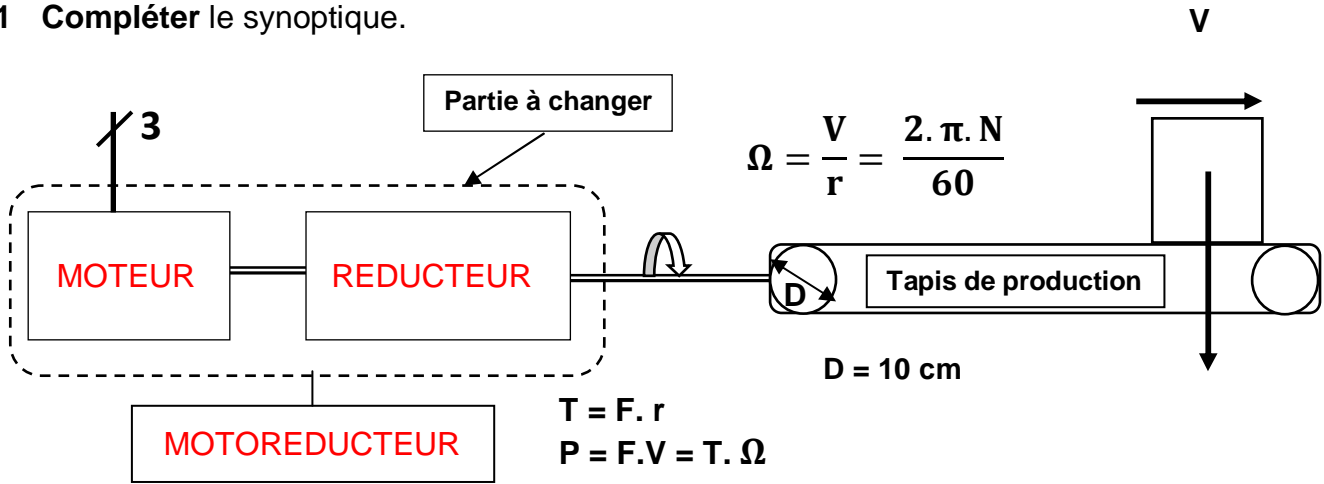 1 Compléter le synoptique.
V
Partie à changer
3
Ω = V/r = 2. π. N/60
MOTEUR
REDUCTEUR
D
Tapis de production
D = 10 cm
MOTOREDUCTEUR
T = F. r
P = F.V = T. Ω